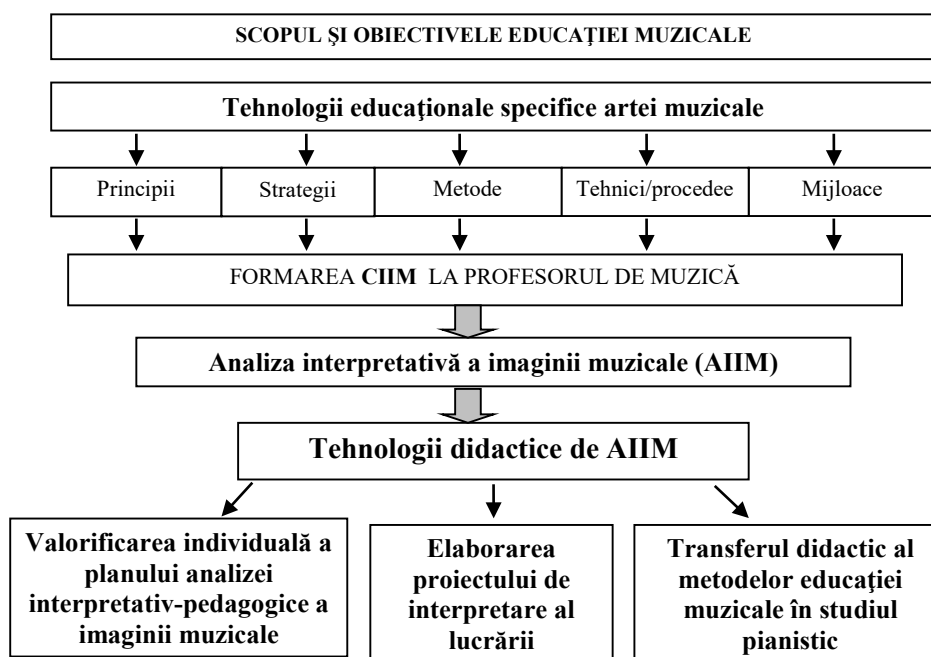 SCOPUL ŞI OBIECTIVELE EDUCAŢIEI MUZICALE
Tehnologii educaţionale specifice artei muzicale
Principii
Strategii
Metode
Tehnici/procedee
Mijloace
FORMAREA CIIM LA PROFESORUL DE MUZICĂ
Analiza interpretativă a imaginii muzicale (AIIM)
Tehnologii didactice de AIIM
Valorificarea individuală a
planului analizei
interpretativ-pedagogice a
imaginii muzicale
Elaborarea
proiectului de
interpretare al
lucrării
Transferul didactic al
metodelor educaţiei
muzicale în studiul
pianistic